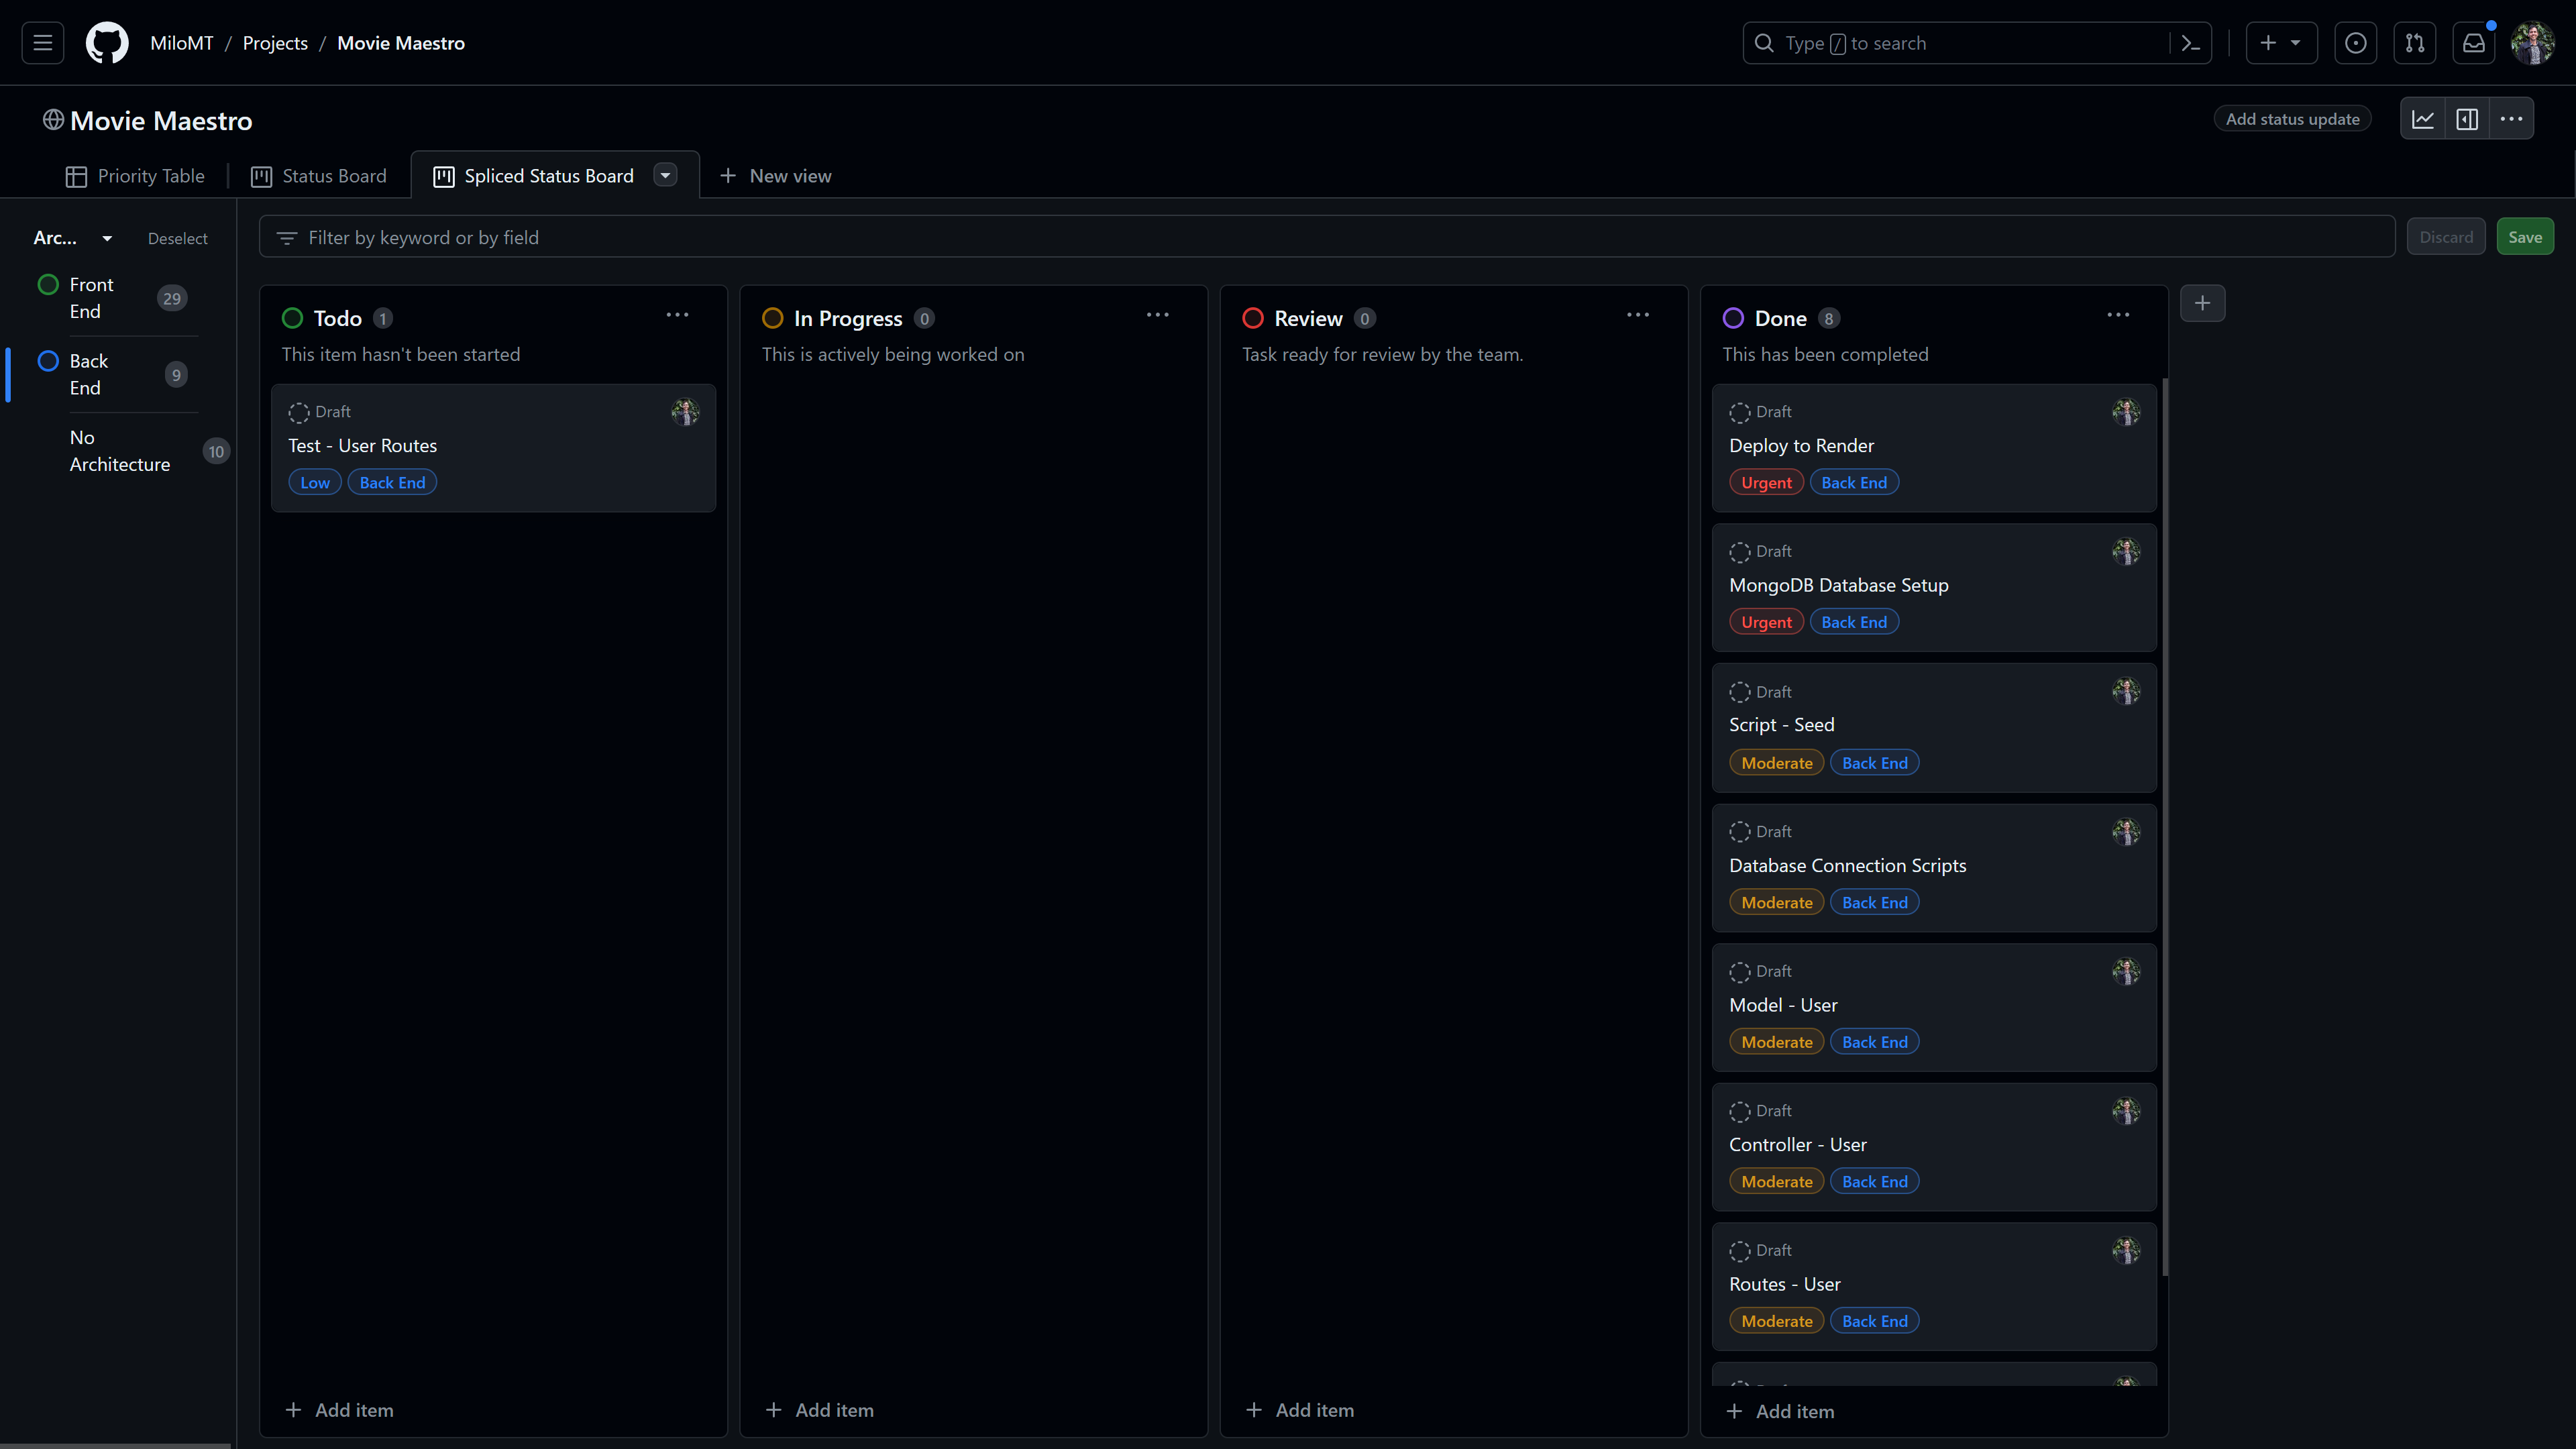 MiloMT / Projects / Movie Maestro
Type / to search
Movie Maestro
Add status update
Priority Table
Status Board
Spliced Status Board
New view
Arc...
Deselect
Filter by keyword or by field
Discard
Save
Front
End
29
Back
End
9
No
Architecture
10
Todo 1
This item hasn't been started
Draft
Test - User Routes
Low Back End
Add item
In Progress 0
This is actively being worked on
Add item
Review 0
Task ready for review by the team.
Add item
Done 8
This has been completed
Draft
Deploy to Render
Urgent Back End
Draft
MongoDB Database Setup
Urgent Back End
Draft
Script - Seed
Moderate Back End
Draft
Database Connection Scripts
Moderate Back End
Draft
Model - User
Moderate Back End
Draft
Controller - User
Moderate Back End
Draft
Routes - User
Moderate Back End
Add item